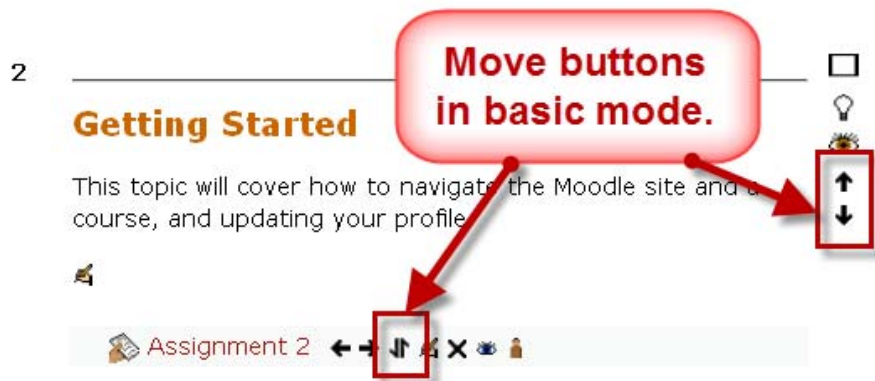 Move buttons
in basic mode.
2
Getting Started
This topic will cover how to navigate the Moodle site and a
course, and updating your profile.
Assignment 2